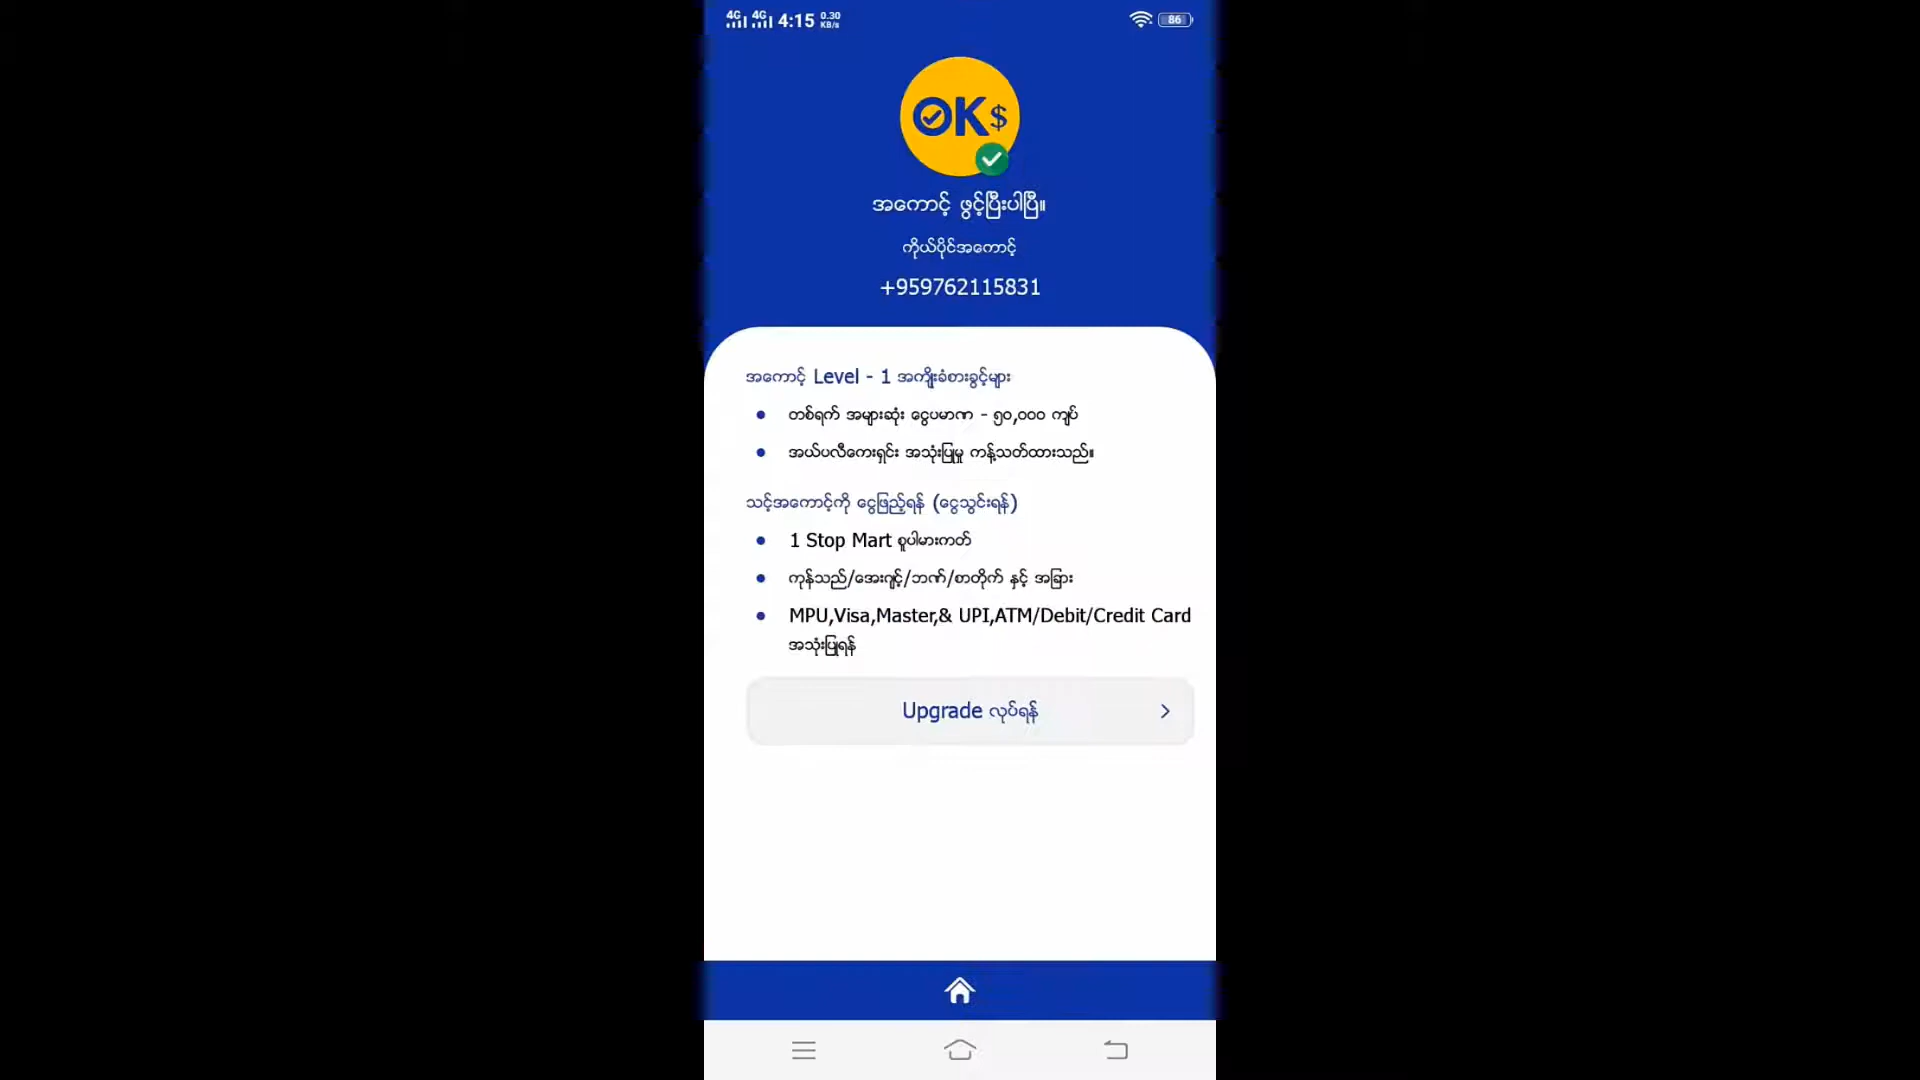 4G 4G 4:15 0.30 KB/s 86
OK$
အကောင့် ဖွင့်ပြီးပါပြီ။
ကိုယ်ပိုင်အကောင့်
+959762115831
အကောင့် Level - 1 အကျိုးခံစားခွင့်များ
တစ်ရက် အများဆုံး ငွေပမာဏ - ၅၀,၀၀၀ ကျပ်
အယ်ပလီကေးရှင်း အသုံးပြုမှု ကန့်သတ်ထားသည်။
သင့်အကောင့်ကို ငွေဖြည့်ရန် (ငွေသွင်းရန်)
1 Stop Mart စူပါမားကတ်
ကုန်သည်/အေးဂျင့်/ဘဏ်/စာတိုက် နှင့် အခြား
MPU,Visa,Master,& UPI,ATM/Debit/Credit Card
အသုံးပြုရန်
Upgrade လုပ်ရန်